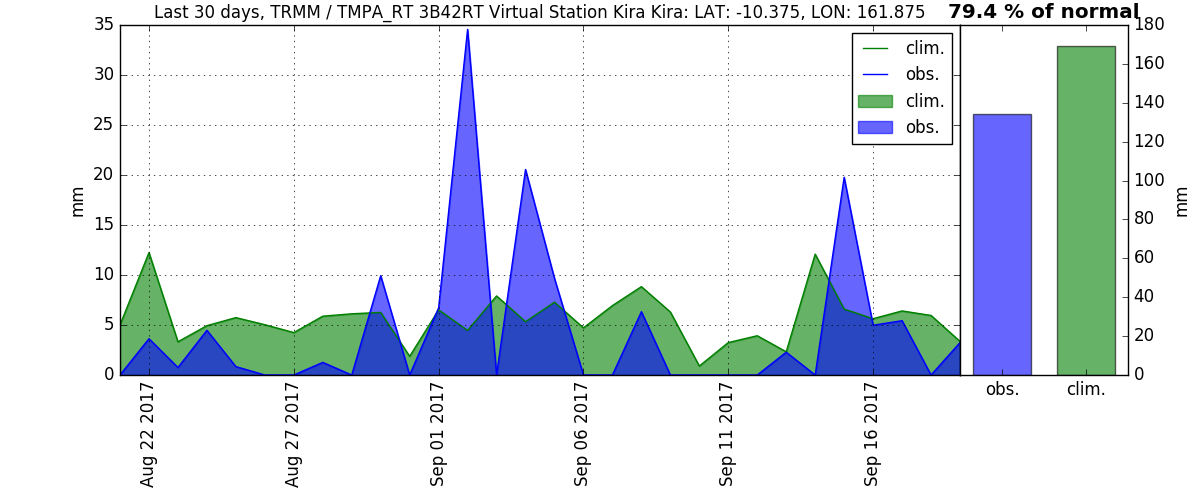 Last 30 days, TRMM / TMPA_RT 3B42RT Virtual Station Kira Kira: LAT: -10.375, LON: 161.875
79.4 % of normal
35
30
25
20
15
10
5
0
mm
clim.
obs.
clim.
obs.
180
160
140
120
100
80
60
40
20
0
mm
Aug 22 2017
Aug 27 2017
Sep 01 2017
Sep 06 2017
Sep 11 2017
Sep 16 2017
obs.
clim.